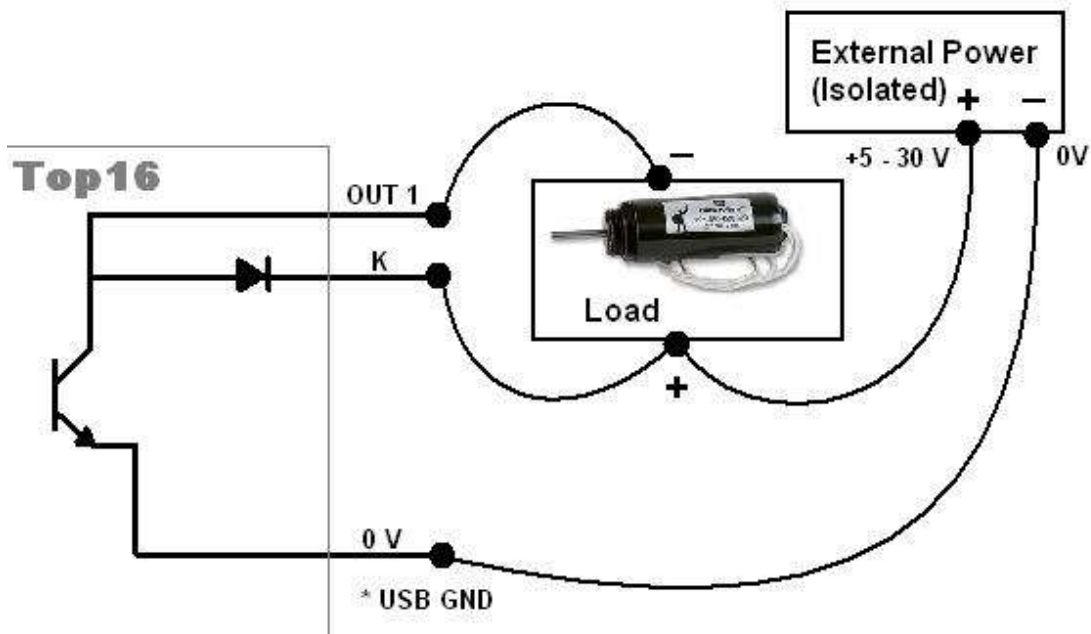 External Power
(Isolated)
+ −
+5 - 30 V
0V
Top16
OUT 1
−
K
Load
+
0 V
* USB GND